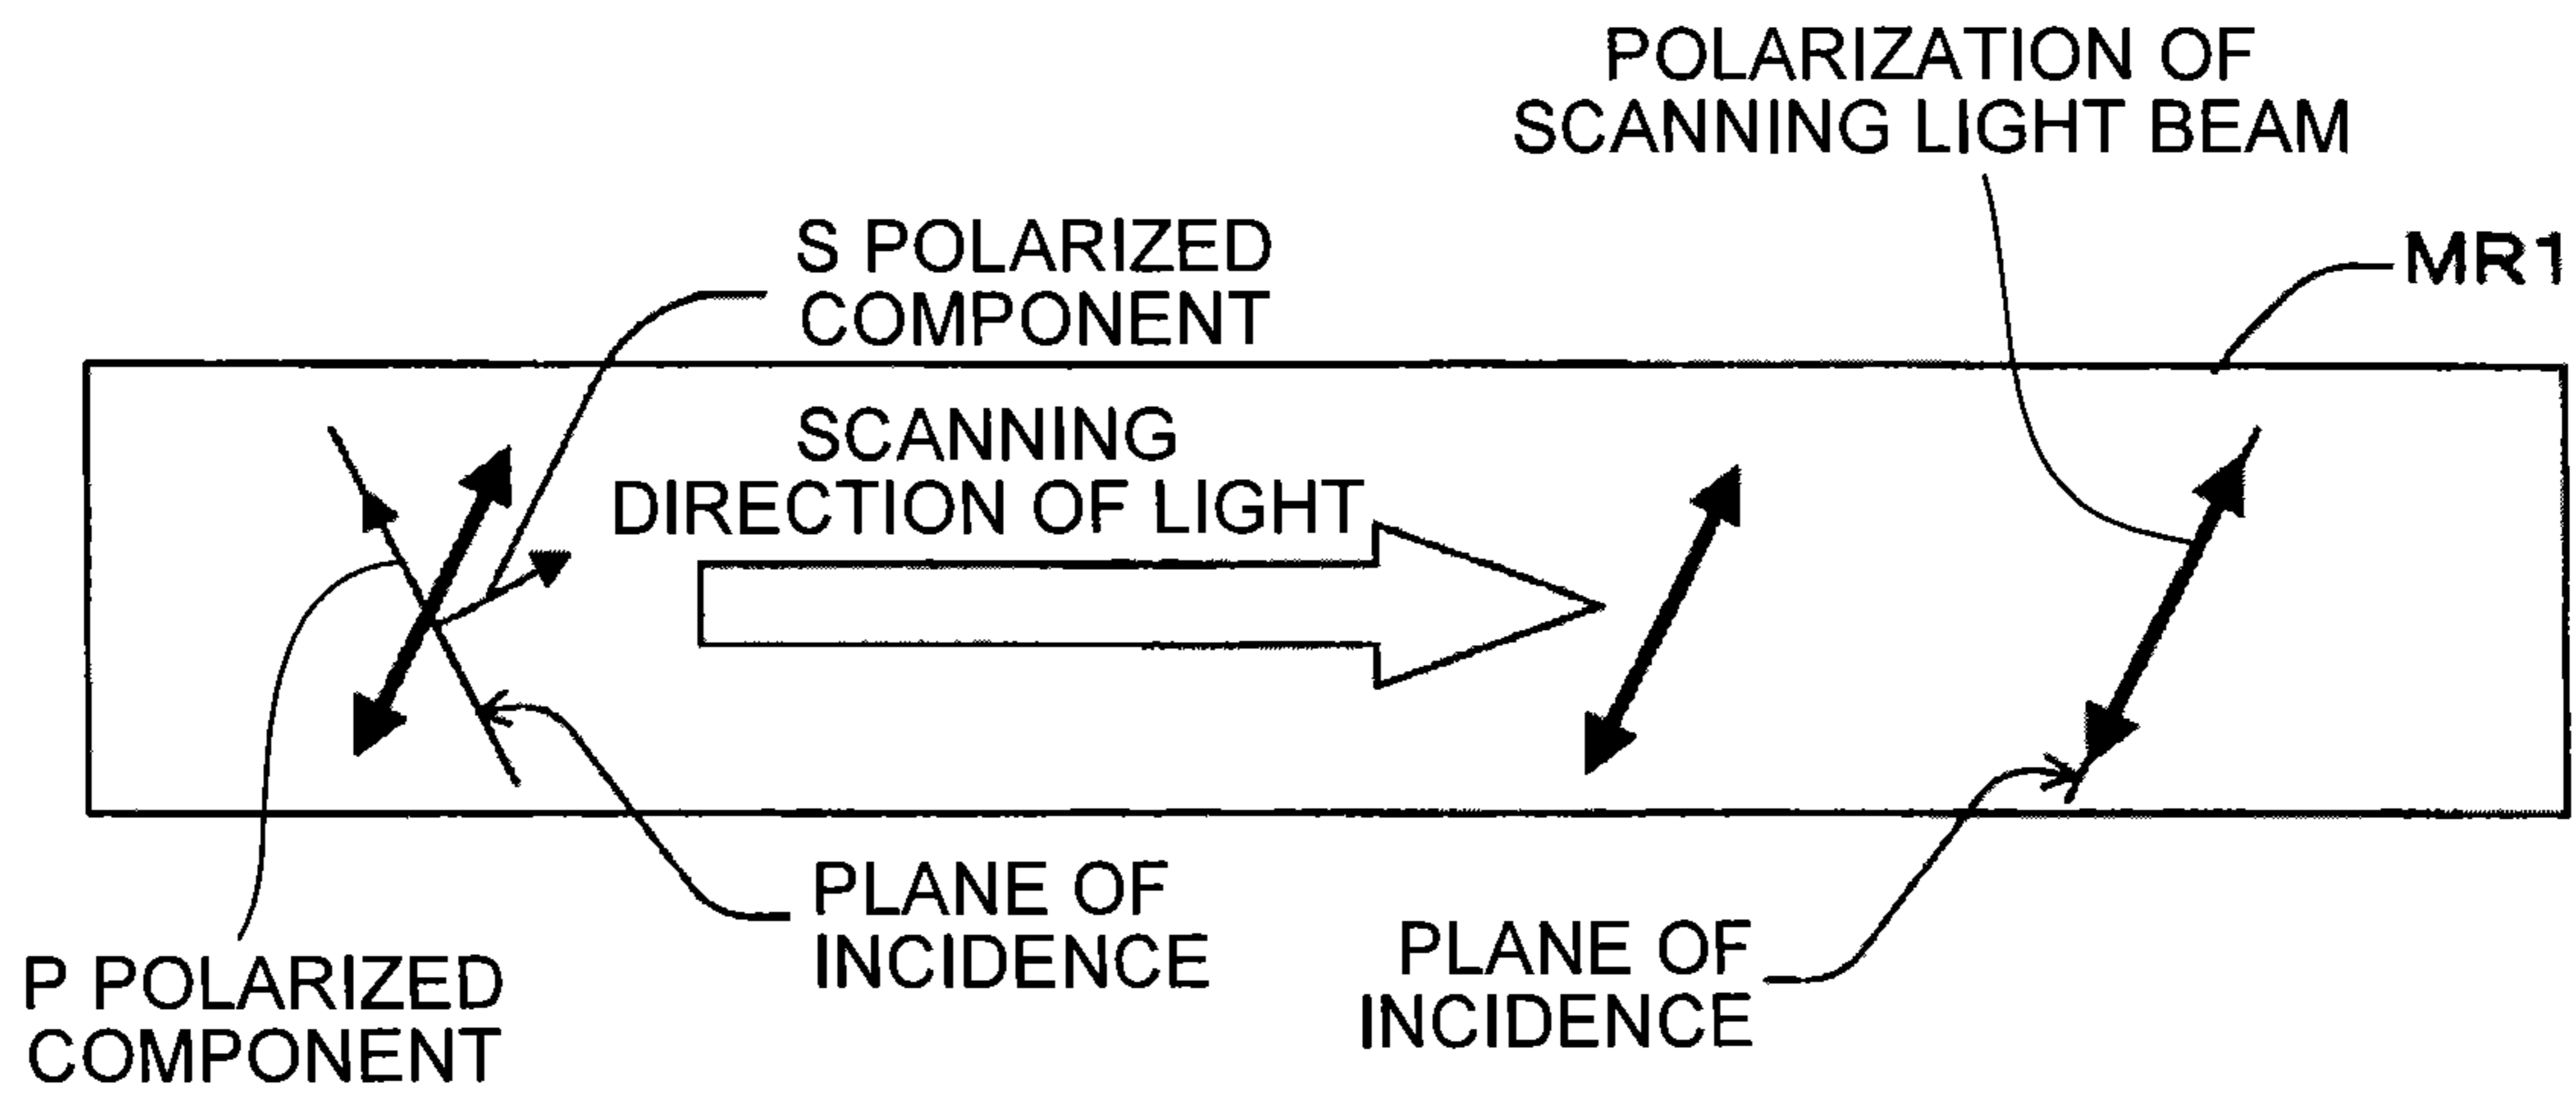 POLARIZATION OF
SCANNING LIGHT BEAM
S POLARIZED
COMPONENT
MR1
SCANNING
DIRECTION OF LIGHT
PLANE OF
INCIDENCE
PLANE OF
INCIDENCE
P POLARIZED
COMPONENT